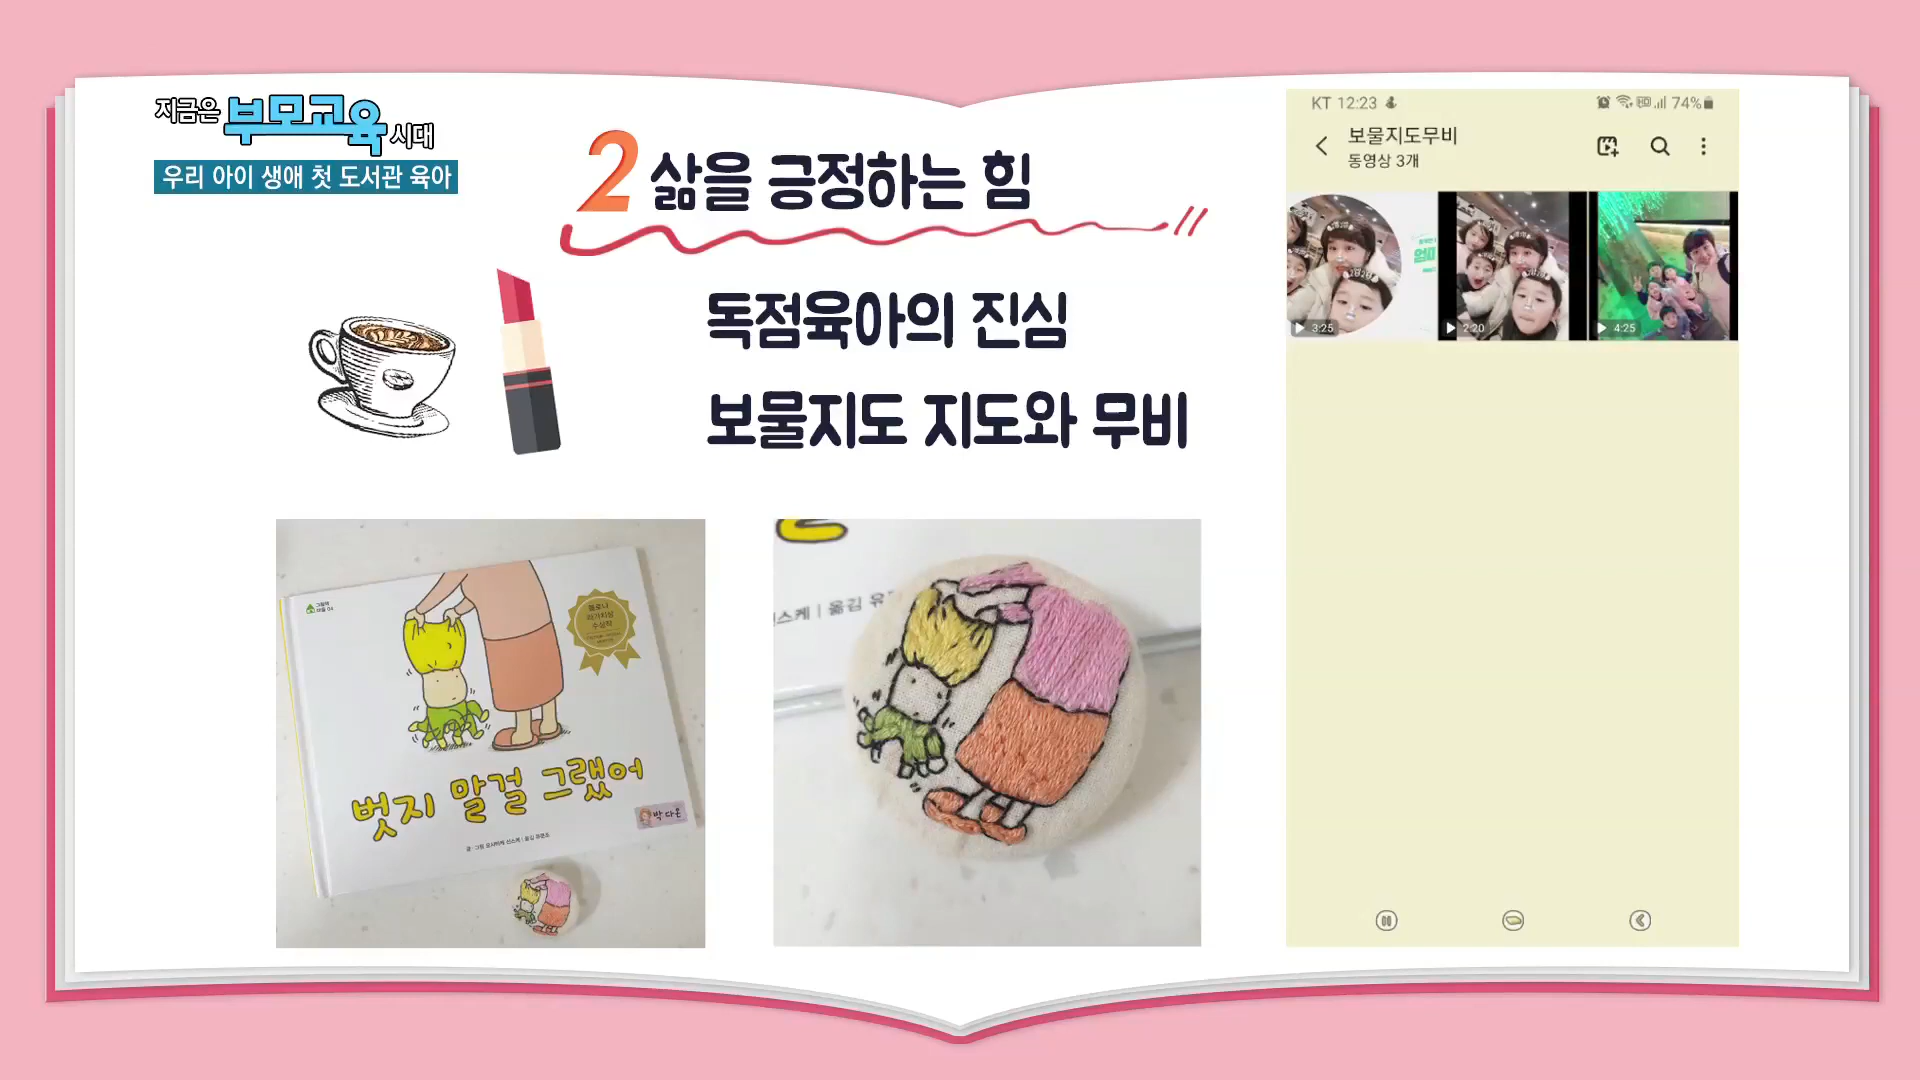 지금은 부모교육 시대
우리 아이 생애 첫 도서관 육아
2 삶을 긍정하는 힘
독점육아의 진심
보물지도 지도와 무비
벗지 말걸 그랬어
박다온
스케 | 옮김 유
KT 12:23
74%
보물지도무비
동영상 3개
3:25
2:20
4:25